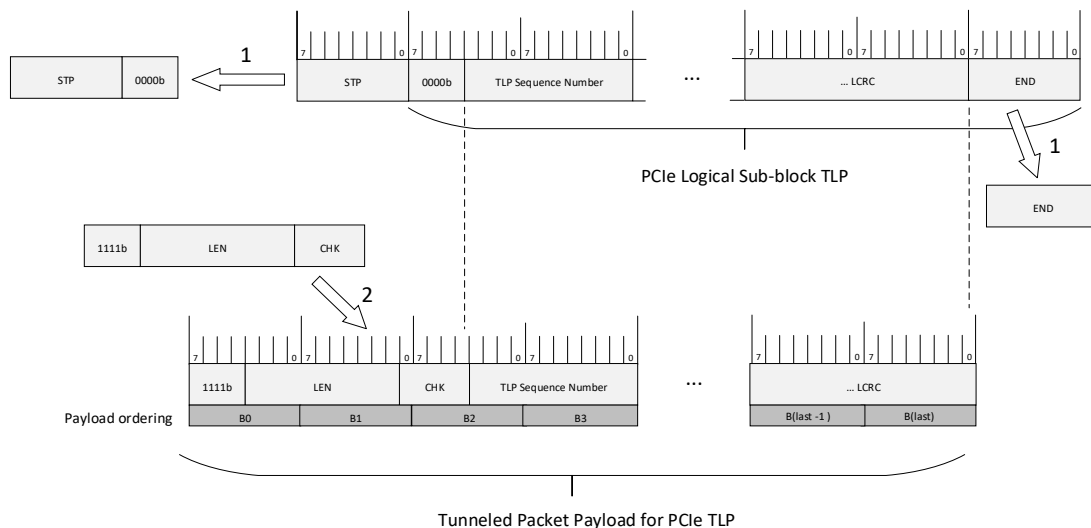 7 0 7 0 7 0 7 0 7 0
1
STP 0000b
STP 0000b TLP Sequence Number ... ... LCRC END
1
PCIe Logical Sub-block TLP
END
1111b LEN CHK
2
7 0 7 0 7 0 7 0 7 0 7 0
1111b LEN CHK TLP Sequence Number ... ... LCRC
Payload ordering B0 B1 B2 B3 B(last -1 ) B(last)
Tunneled Packet Payload for PCIe TLP